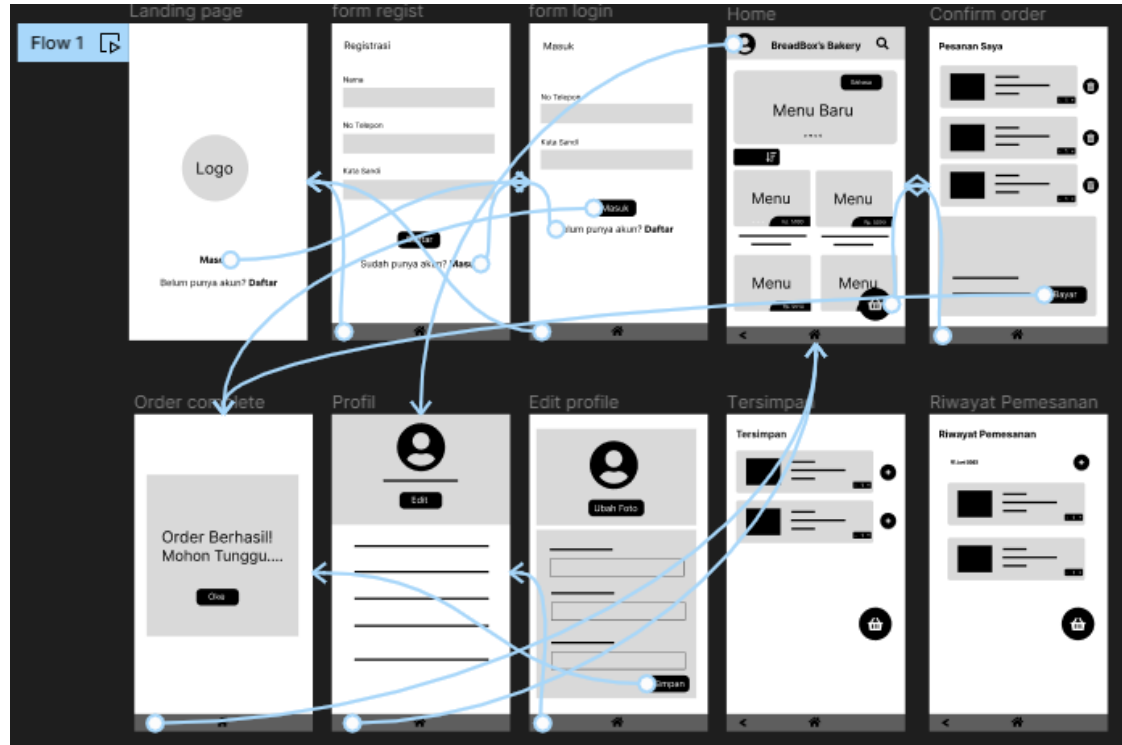 Landing page
form regist
form login
Home
Confirm order
Flow 1
Registrasi
Name
No Telepon
Kata Sandi
Sudah punya akun? Masuk
Masuk
No Telepon
Kata Sandi
Masuk
Belum punya akun? Daftar
BreadBox's Bakery
Menu Baru
Menu
Menu
Menu
Menu
Pesanan Saya
Bayar
Logo
Belum punya akun? Daftar
Order complete
Profil
Edit profile
Tersimpan
Riwayat Pemesanan
Order Berhasil!
Mohon Tunggu....
Oke
Edit
Ubah Foto
Simpan
Tersimpan
Riwayat Pemesanan